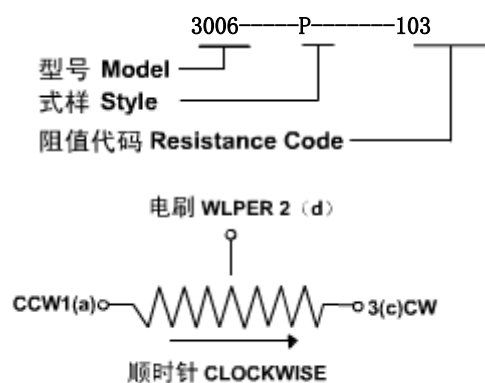 3006-----P-------103
型号 Model
式样 Style
阻值代码 Resistance Code
电刷 WLPER 2（d）
CCW1(a) 3(c)CW
顺时针 CLOCKWISE